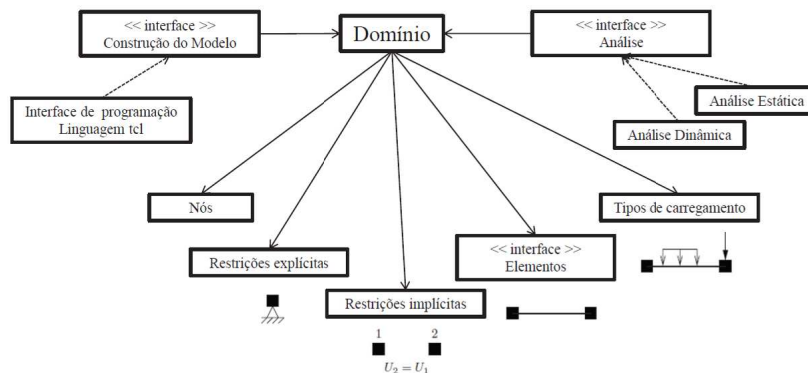 << interface >>
Construção do Modelo
Domínio
<< interface >>
Análise
Interface de programação
Linguagem tcl
Análise Estática
Análise Dinâmica
Nós
Tipos de carregamento
Restrições explícitas
<< interface >>
Elementos
Restrições implícitas
1 2
U₂ = U₁